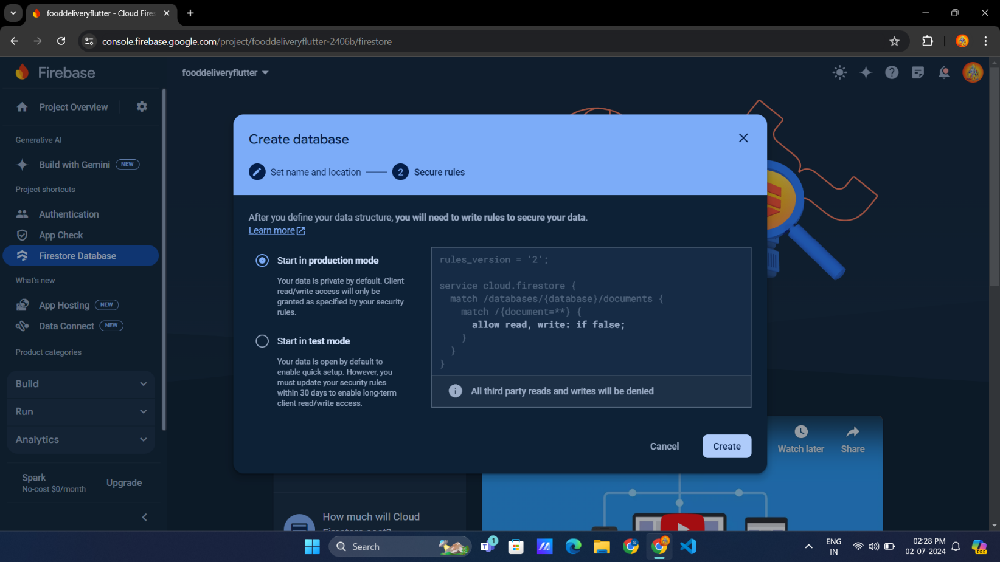 fooddeliveryflutter - Cloud Fires
console.firebase.google.com/project/fooddeliveryflutter-2406b/firestore
Firebase
fooddeliveryflutter
Project Overview
Generative AI
Build with Gemini NEW
Project shortcuts
Authentication
App Check
Firestore Database
What's new
App Hosting NEW
Data Connect NEW
Product categories
Build
Run
Analytics
Spark
No-cost $0/month
Upgrade
Create database
Set name and location
2 Secure rules
After you define your data structure, you will need to write rules to secure your data.
Learn more
Start in production mode
Your data is private by default. Client
read/write access will only be
granted as specified by your security
rules.
Start in test mode
Your data is open by default to
enable quick setup. However, you
must update your security rules
within 30 days to enable long-term
client read/write access.
rules_version = '2';
service cloud.firestore {
match /databases/{database}/documents {
match /{document=**} {
allow read, write: if false;
}
}
}
All third party reads and writes will be denied
Cancel
Create
Watch later
Share
How much will Cloud
Firestore cost?
Search
1
ENG
IN
02:28 PM
02-07-2024
PRE